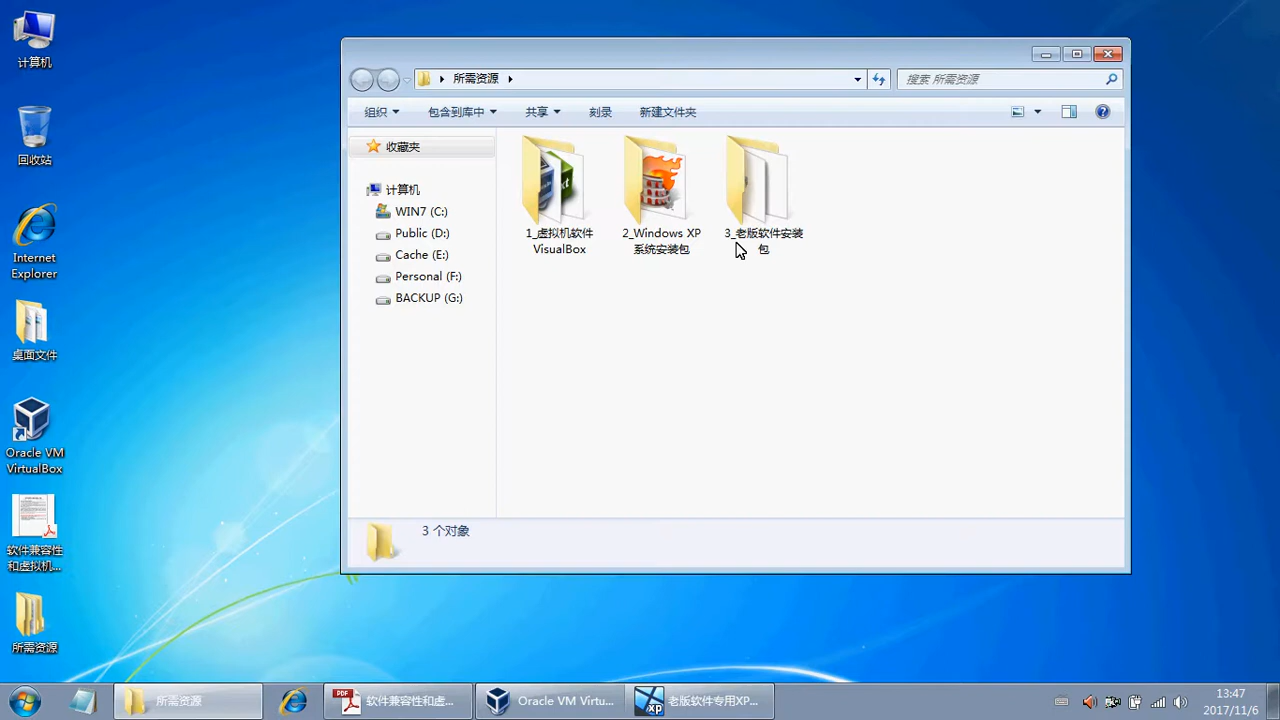 计算机
回收站
Internet
Explorer
桌面文件
Oracle VM
VirtualBox
软件兼容性
和虚拟机...
所需资源
所需资源
搜索 所需资源
组织
包含到库中
共享
刻录
新建文件夹
收藏夹
计算机
WIN7 (C:)
Public (D:)
Cache (E:)
Personal (F:)
BACKUP (G:)
1_虚拟机软件
VisualBox
2_Windows XP
系统安装包
3_老版软件安装
包
3 个对象
所需资源
PDF
软件兼容性和虚...
Oracle VM Virtu...
xp
老版软件专用XP...
13:47
2017/11/6